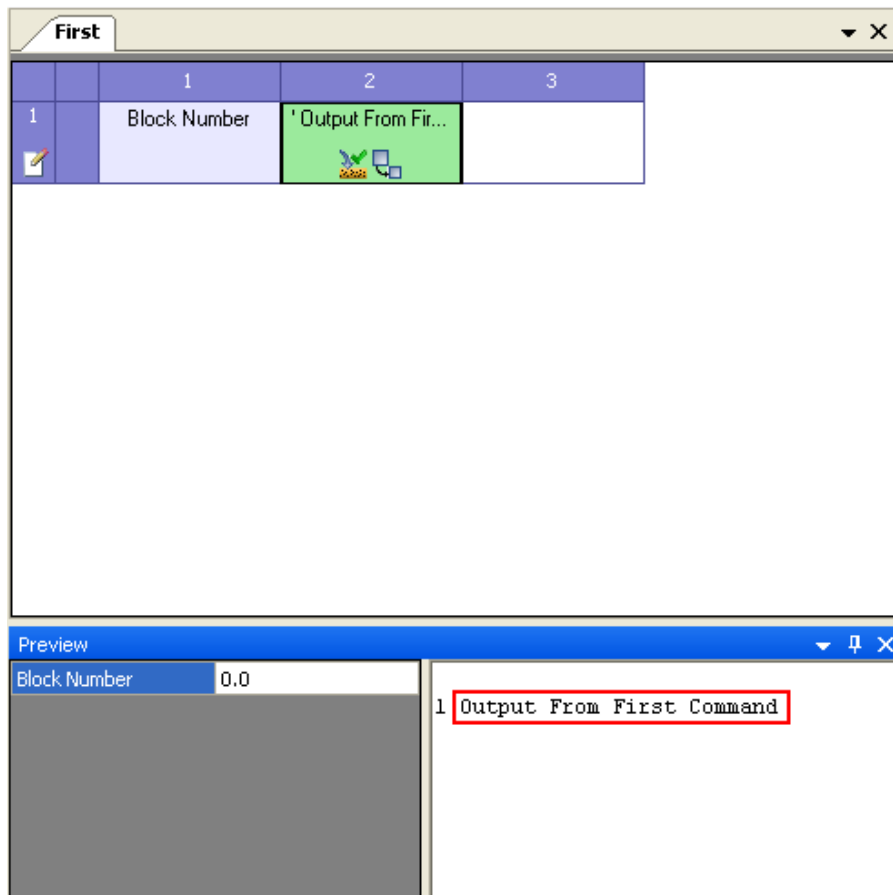 First
1 2 3
1 Block Number ' Output From Fir...
Preview
Block Number 0.0
1 Output From First Command